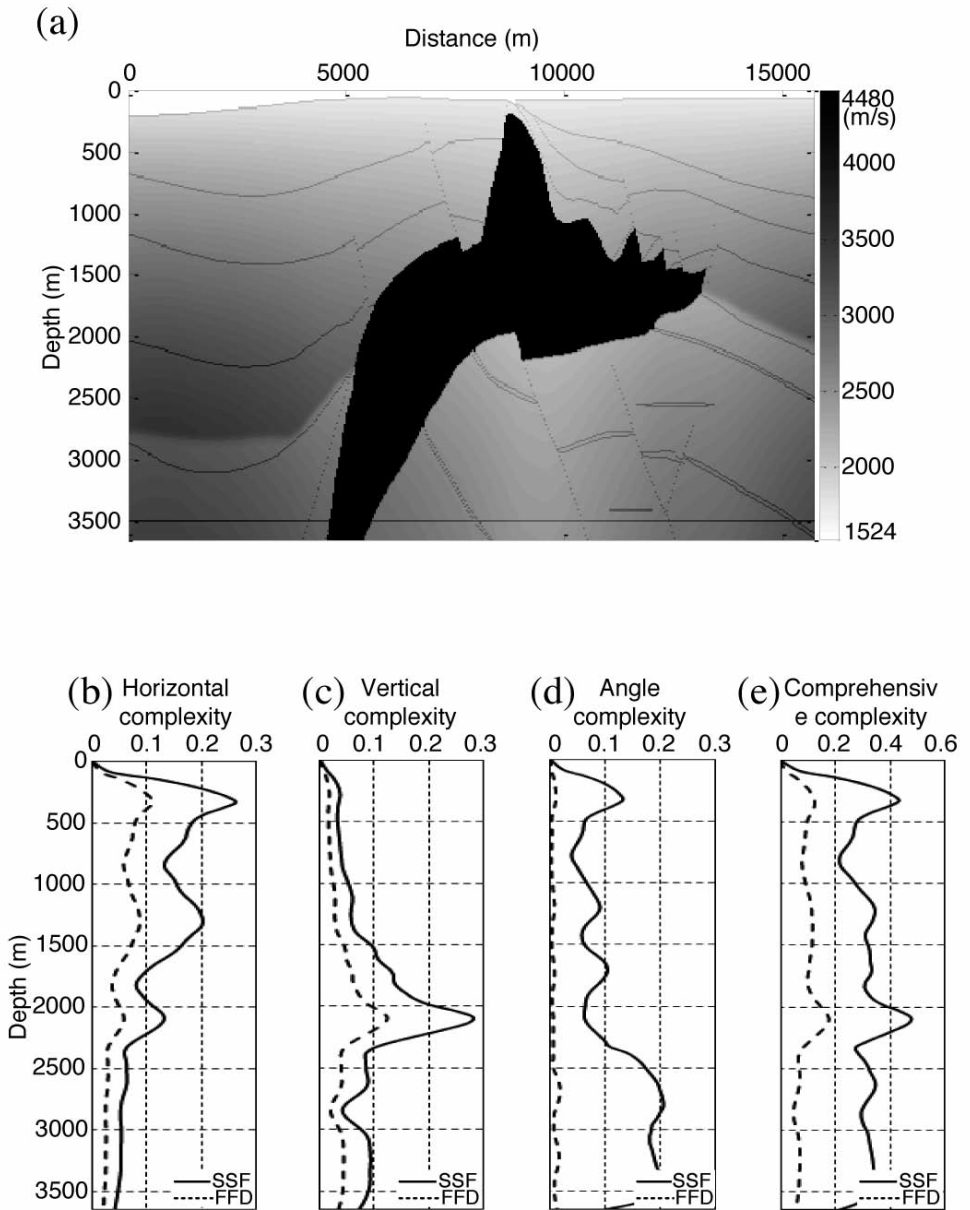 (a)
Distance (m)
0 5000 10000 15000
0
500
1000
1500
2000
2500
3000
3500
Depth (m)
4480
(m/s)
4000
3500
3000
2500
2000
1524
(b) Horizontal
complexity
0 0.1 0.2 0.3
(c) Vertical
complexity
0 0.1 0.2 0.3
(d) Angle
complexity
0 0.1 0.2 0.3
(e) Comprehensiv
e complexity
0 0.2 0.4 0.6
0
500
1000
1500
2000
2500
3000
3500
Depth (m)
SSF
FFD
SSF
FFD
SSF
FFD
SSF
FFD